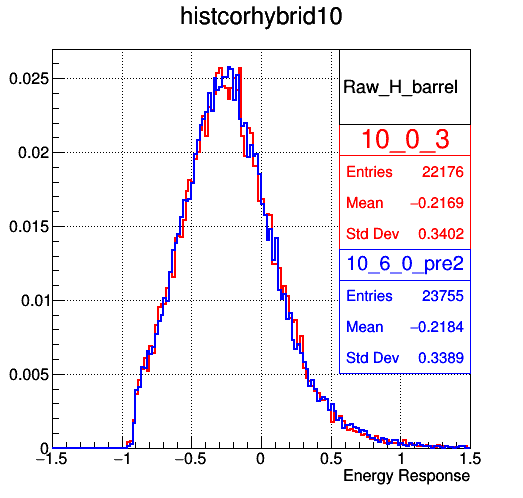 histcorhybrid10
Raw_H_barrel
10_0_3
Entries 22176
Mean −0.2169
Std Dev 0.3402
10_6_0_pre2
Entries 23755
Mean −0.2184
Std Dev 0.3389
0.025
0.02
0.015
0.01
0.005
0
−1.5 −1 −0.5 0 0.5 1 1.5
Energy Response